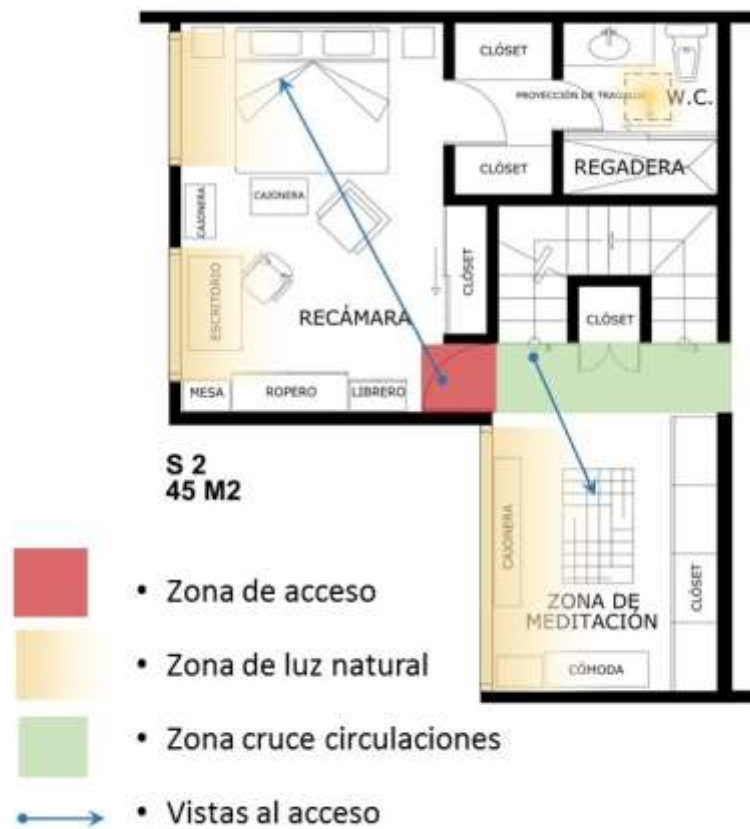 CLÓSET
PROYECCIÓN DE
W.C.
CLÓSET
REGADERA
CAJONERA
CAJONERA
CLÓSET
ESCRITORIO
RECÁMARA
CLÓSET
MESA
ROPERO
LIBRERO
S 2
45 M2
CAJONERA
ZONA DE
MEDITACIÓN
CLÓSET
CÓMODA
• Zona de acceso
• Zona de luz natural
• Zona cruce circulaciones
• Vistas al acceso